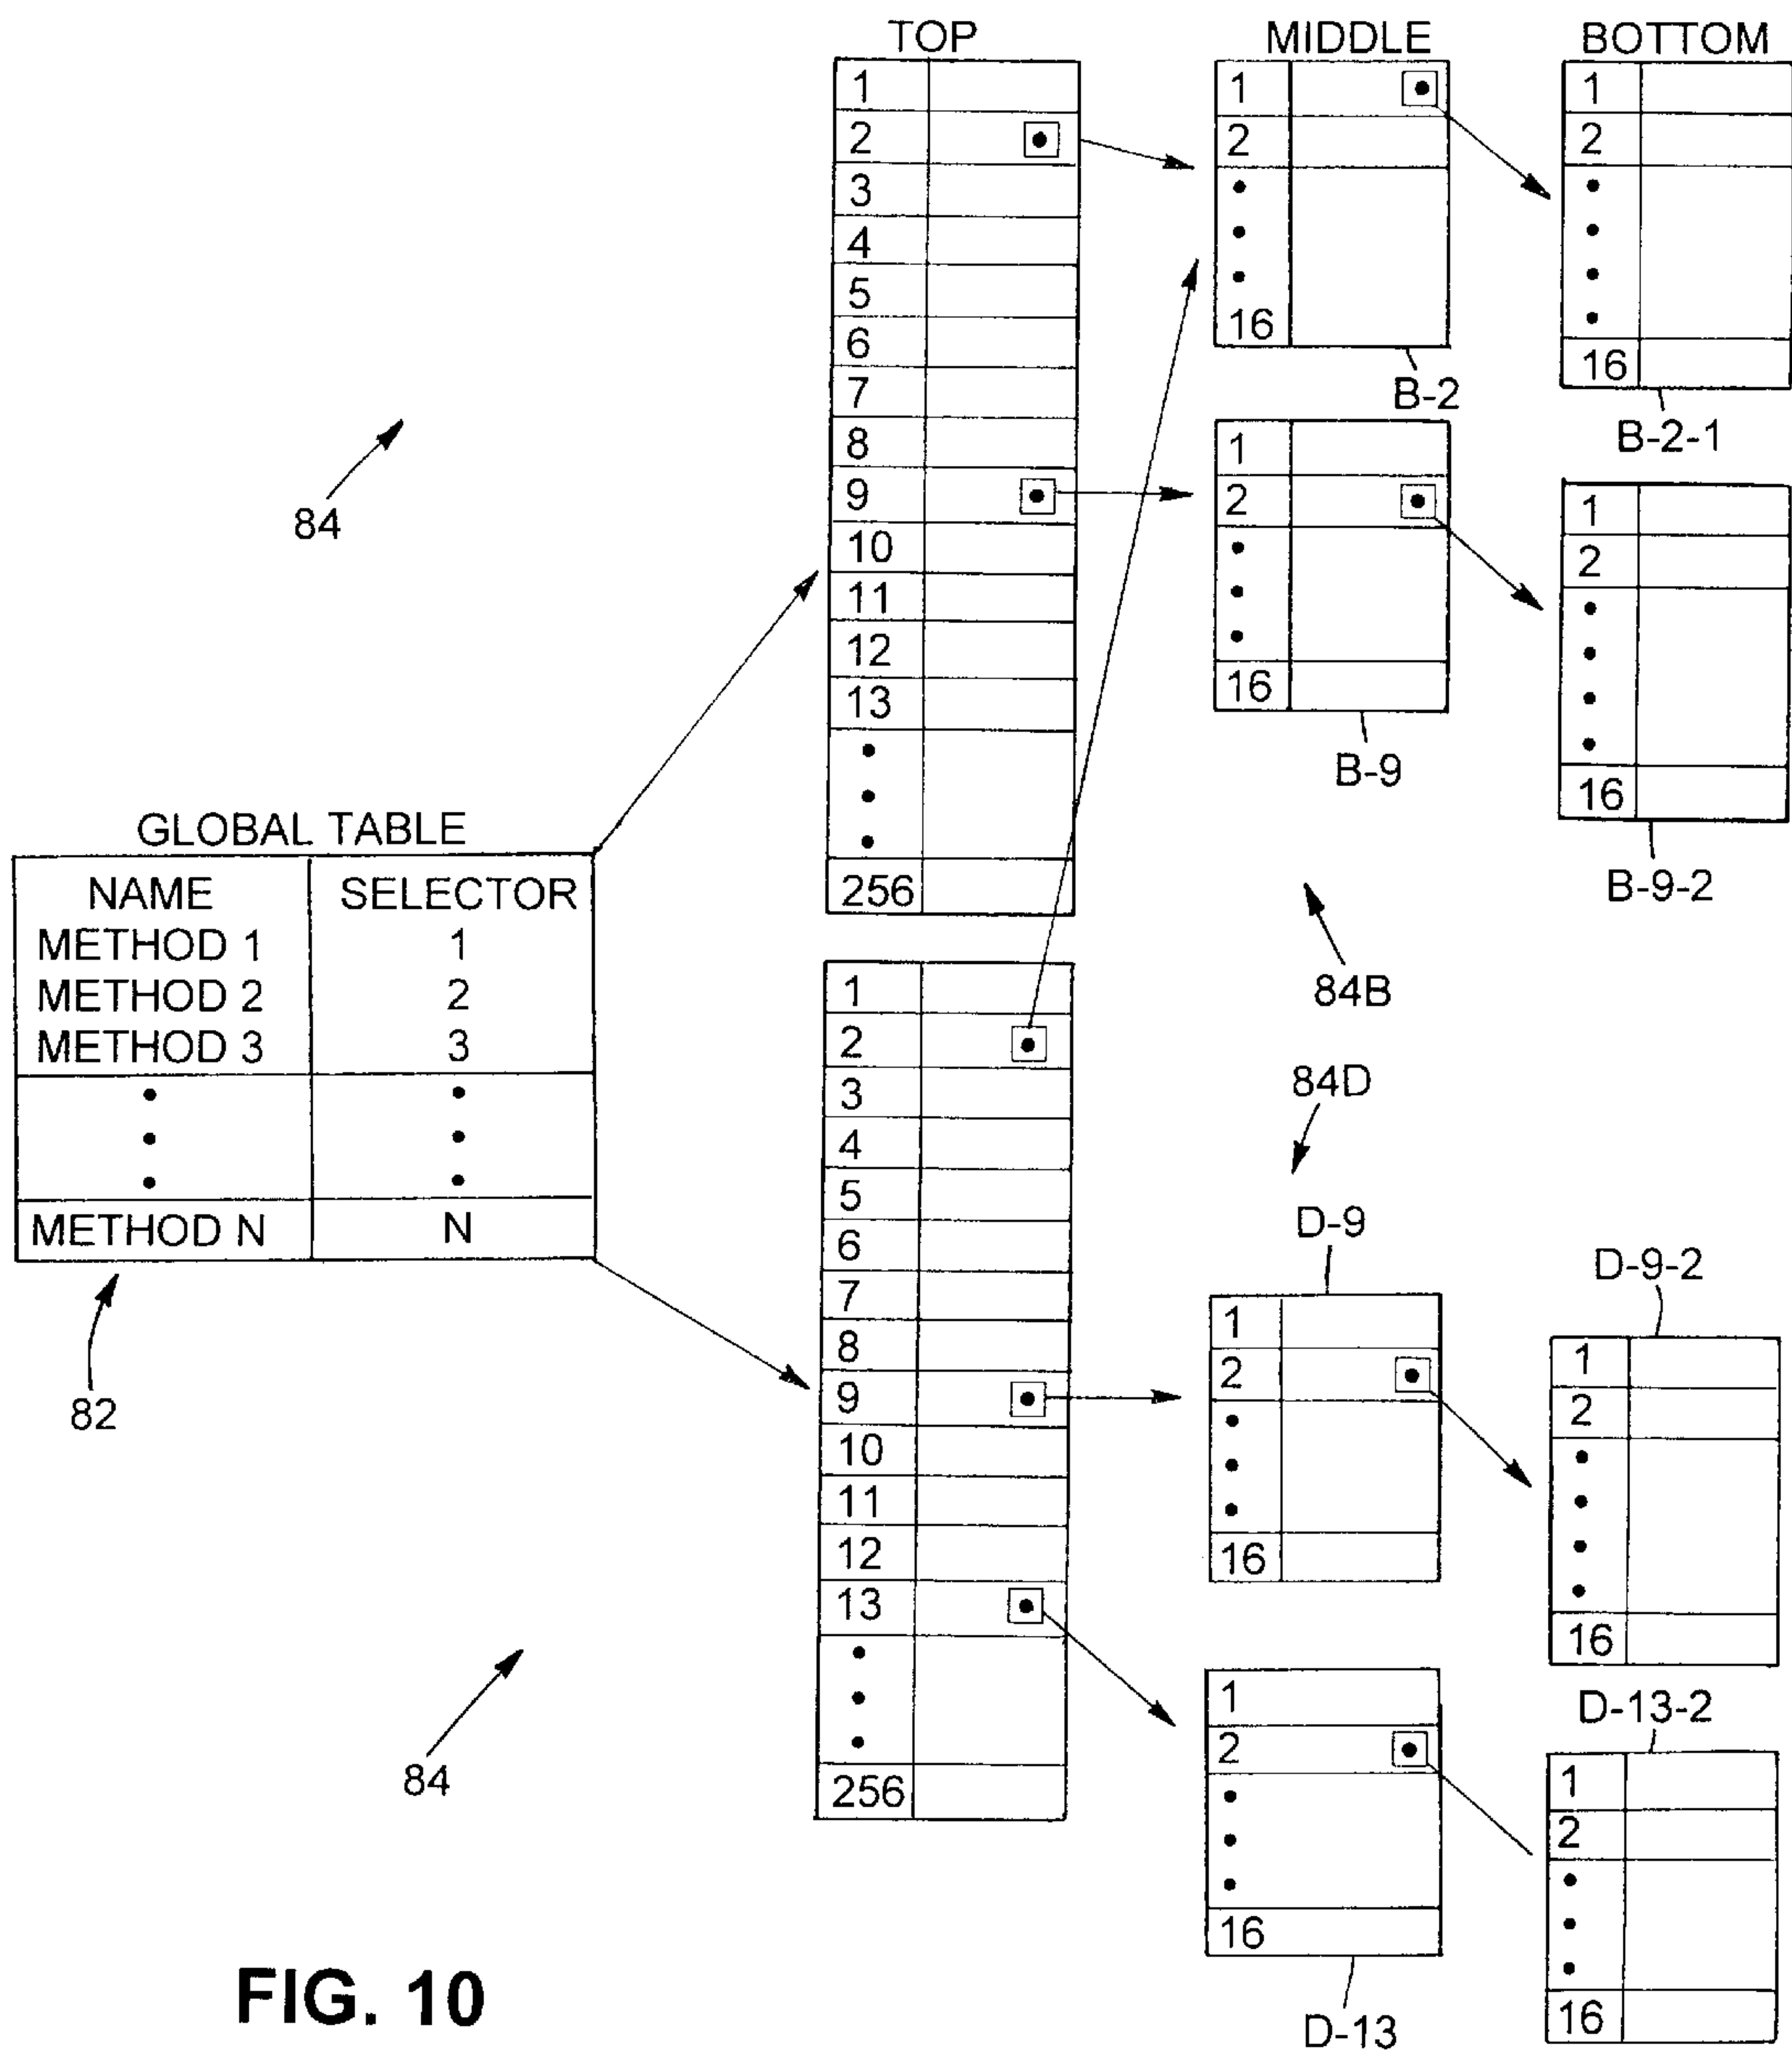 TOP
1
2
3
4
5
6
7
8
9
10
11
12
13
256
MIDDLE
1
2
16
B-2
1
2
16
B-9
BOTTOM
1
2
16
B-2-1
1
2
16
B-9-2
84
84B
GLOBAL TABLE
NAME SELECTOR
METHOD 1 1
METHOD 2 2
METHOD 3 3
METHOD N N
82
1
2
3
4
5
6
7
8
9
10
11
12
13
256
84D
D-9
1
2
16
D-9-2
1
2
16
1
2
16
D-13
D-13-2
1
2
16
84
FIG. 10